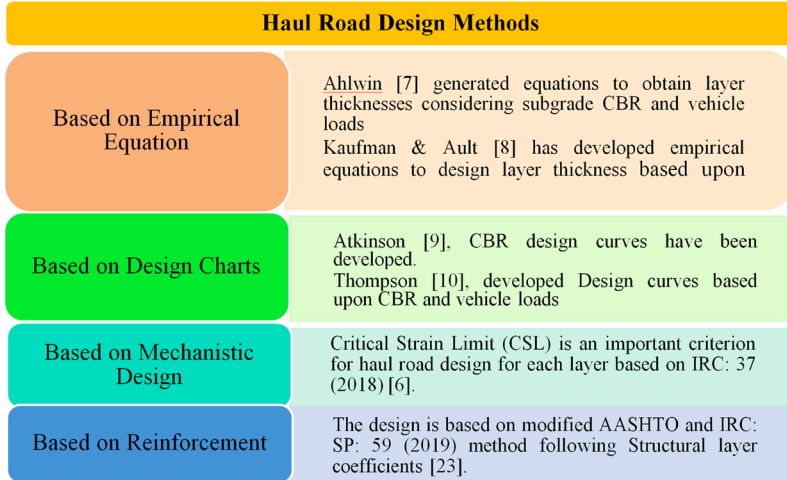 Haul Road Design Methods
Based on Empirical
Equation
Ahlwin [7] generated equations to obtain layer
thicknesses considering subgrade CBR and vehicle
loads
Kaufman & Ault [8] has developed empirical
equations to design layer thickness based upon
Based on Design Charts
Atkinson [9], CBR design curves have been
developed.
Thompson [10], developed Design curves based
upon CBR and vehicle loads
Based on Mechanistic
Design
Critical Strain Limit (CSL) is an important criterion
for haul road design for each layer based on IRC: 37
(2018) [6].
Based on Reinforcement
The design is based on modified AASHTO and IRC:
SP: 59 (2019) method following Structural layer
coefficients [23].